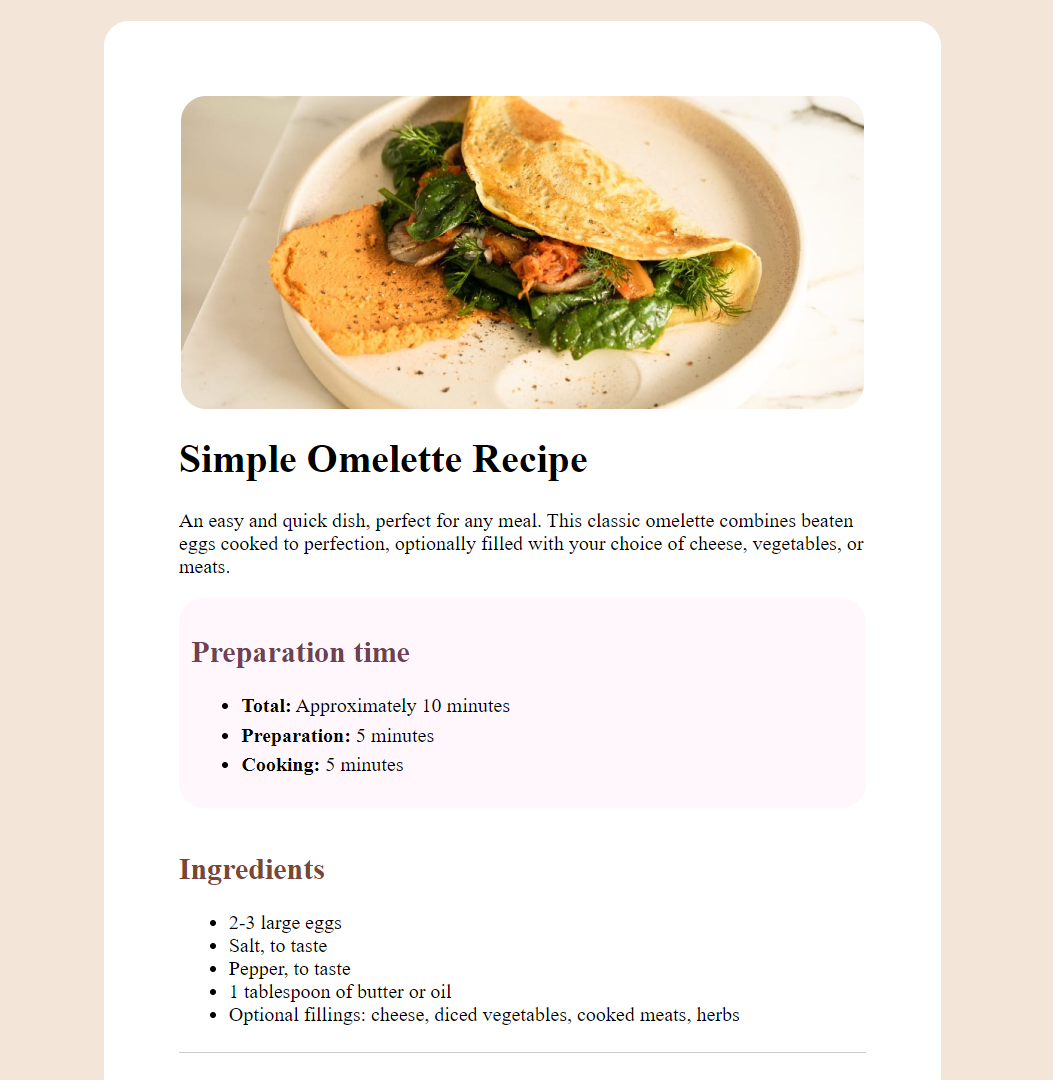 Simple Omelette Recipe
An easy and quick dish, perfect for any meal. This classic omelette combines beaten
eggs cooked to perfection, optionally filled with your choice of cheese, vegetables, or
meats.
Preparation time
Total: Approximately 10 minutes
Preparation: 5 minutes
Cooking: 5 minutes
Ingredients
2-3 large eggs
Salt, to taste
Pepper, to taste
1 tablespoon of butter or oil
Optional fillings: cheese, diced vegetables, cooked meats, herbs